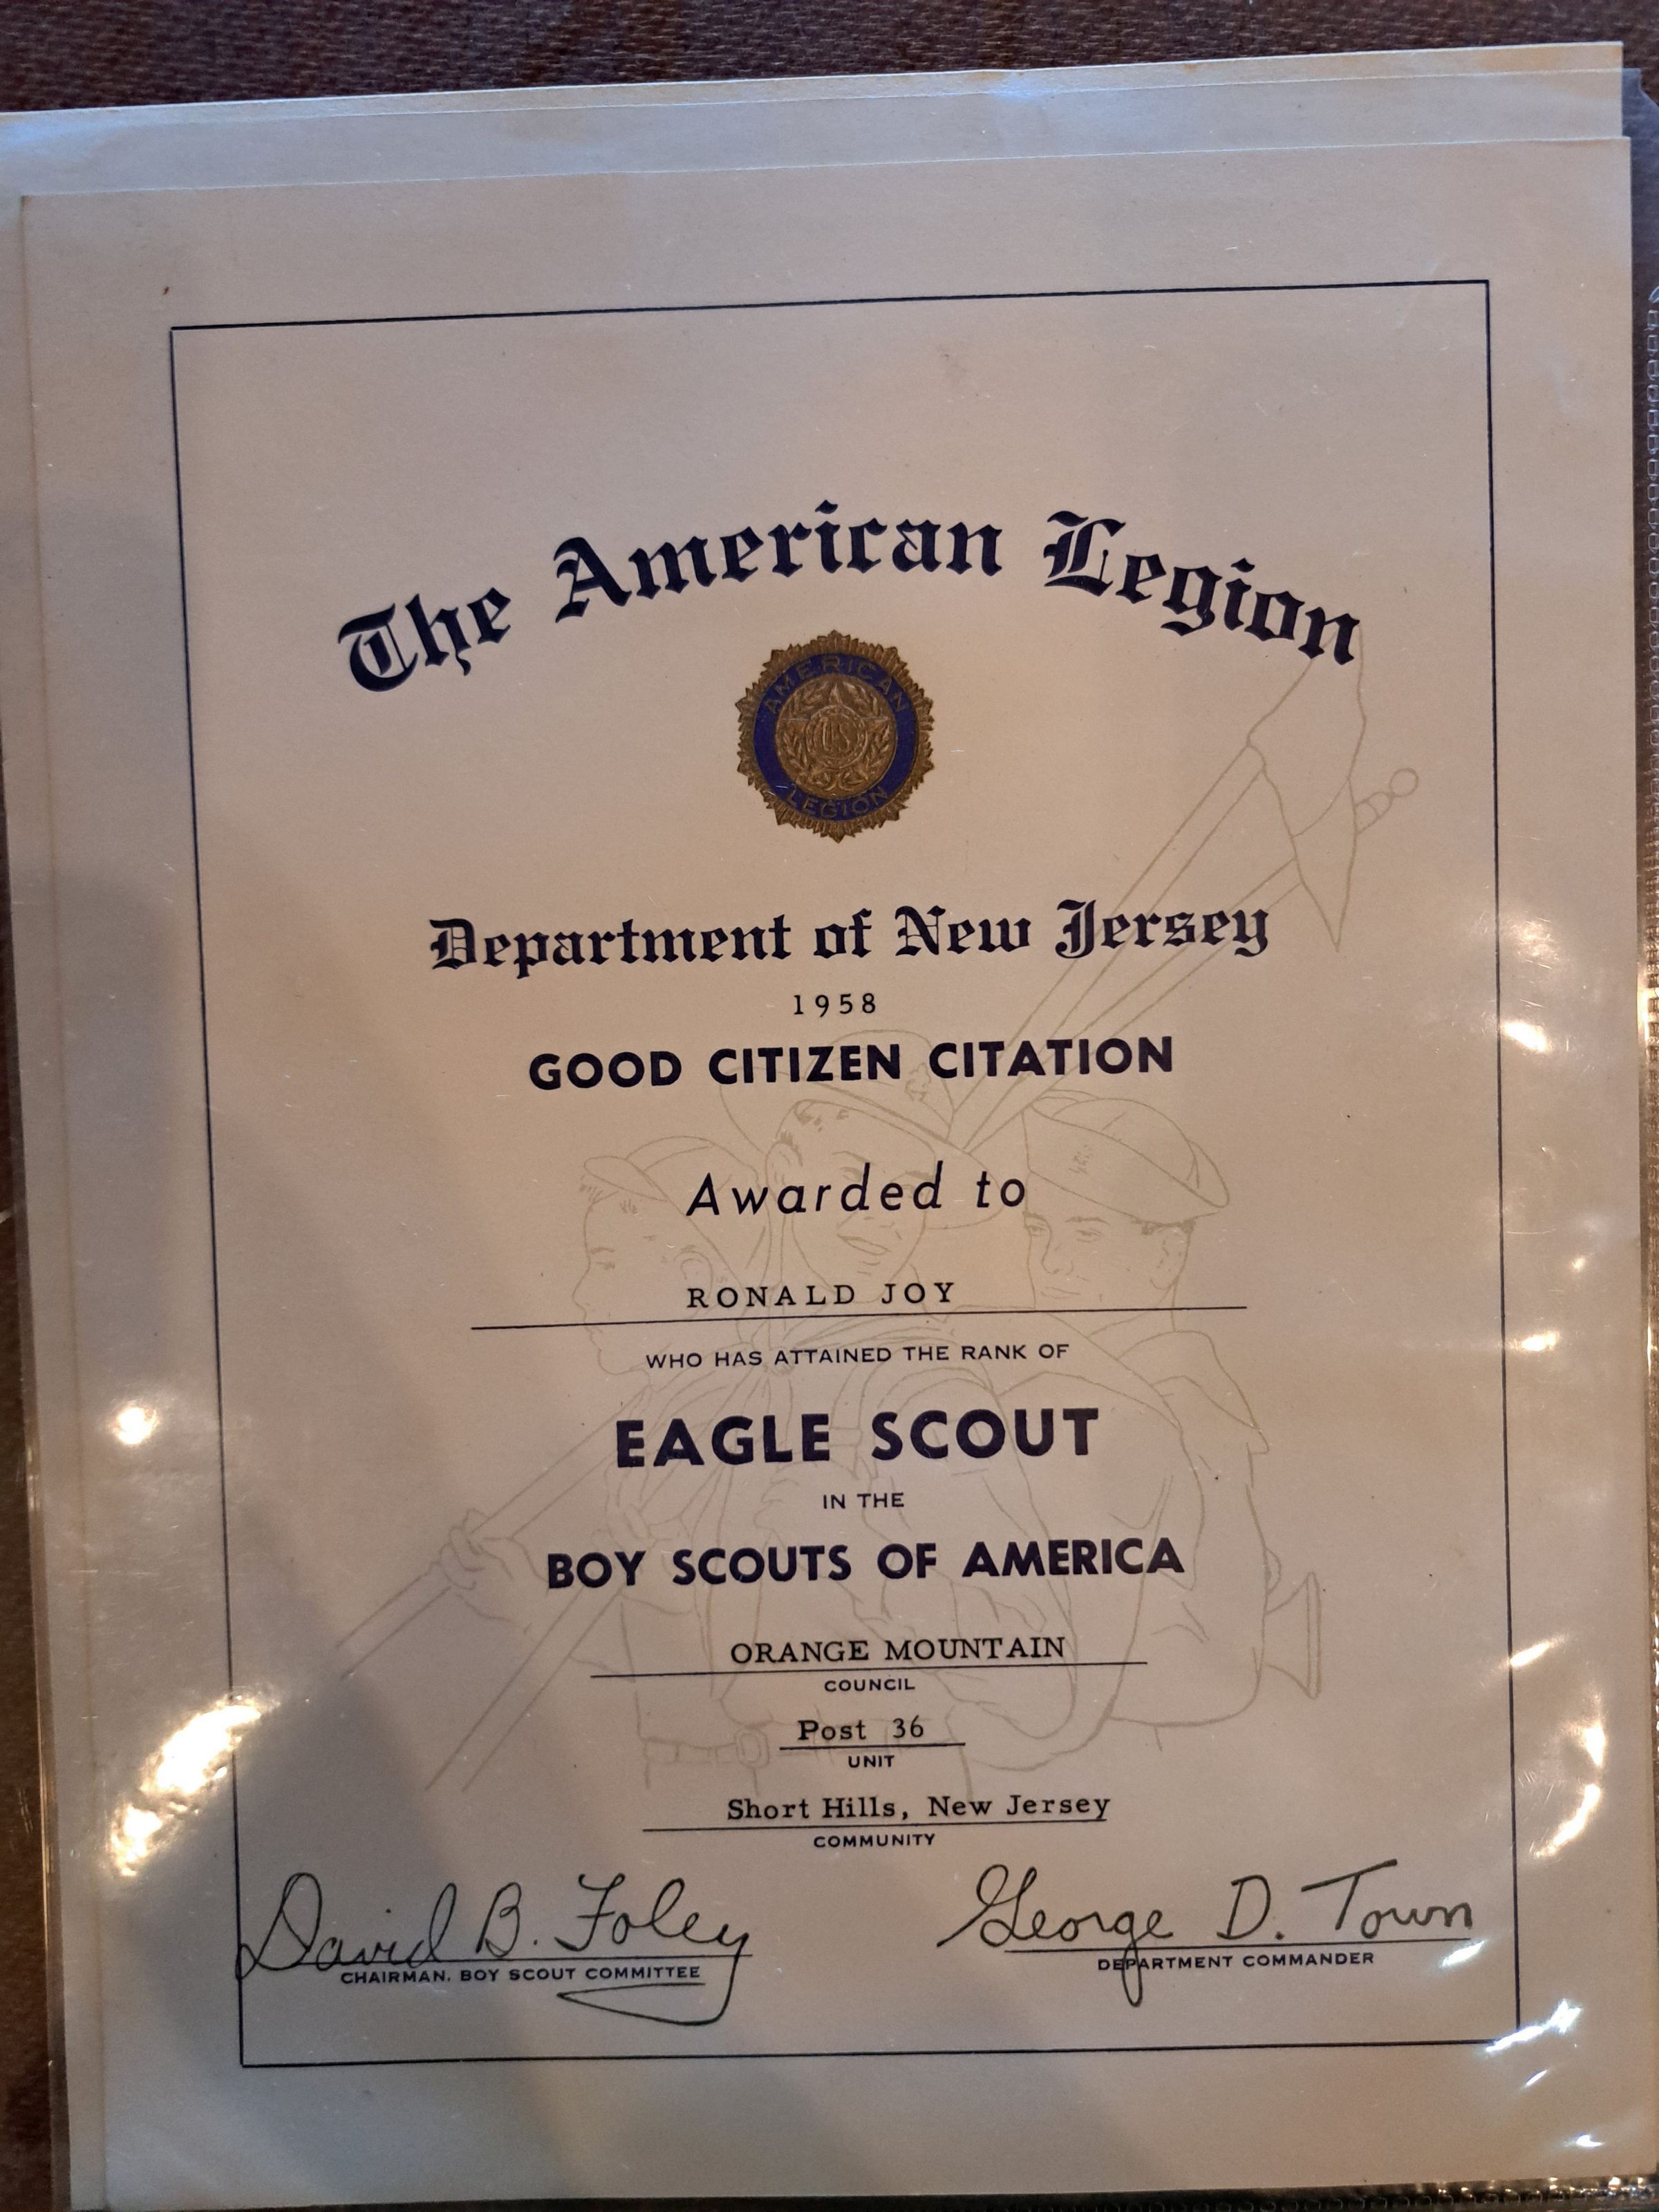 The American Legion
AMERICAN
US
LEGION
Department of New Jersey
1958
GOOD CITIZEN CITATION
Awarded to
RONALD JOY
WHO HAS ATTAINED THE RANK OF
EAGLE SCOUT
IN THE
BOY SCOUTS OF AMERICA
ORANGE MOUNTAIN
COUNCIL
Post 36
UNIT
Short Hills, New Jersey
COMMUNITY
David B. Foley George D. Town
CHAIRMAN, BOY SCOUT COMMITTEE DEPARTMENT COMMANDER